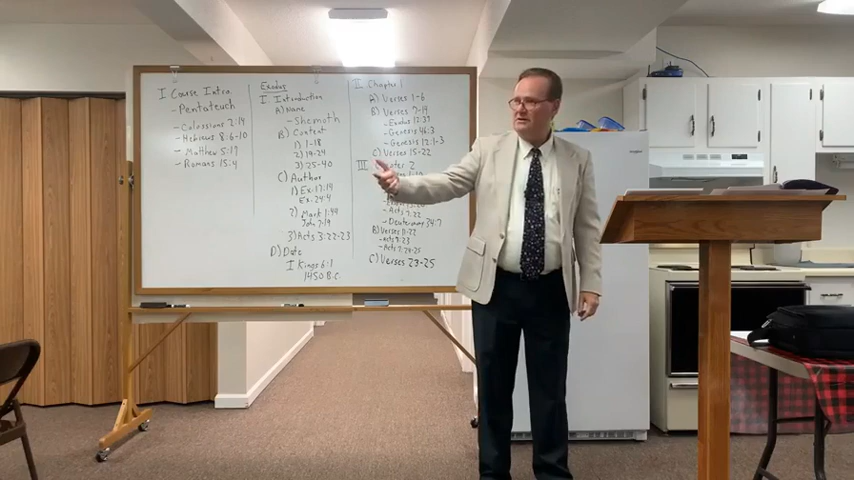 I Course Intro.
- Pentateuch
- Colossions 2:14
- Hebrews 8:6-10
- Matthew 5:17
- Romans 15:4
Exodus
I. Introduction
A) Name
- Shemoth
B) Content
1) 1-18
2) 19-24
3) 25-40
C) Author
1) Ex. 17:14
Ex. 24:4
2) Mark 1:44
John 7:19
3) Acts 3:22-23
D) Date
I Kings 6:1
1450 B.C.
II. Chapter 1
A) Verses 1-6
B) Verses 7-14
- Exodus 12:37
- Genesis 46:3
- Genesis 12:1-3
C) Verses 15-22
III. 2
- Acts 7:22
- Deuteronomy 34:7
B) Verses 11-22
- Acts 7:23
- Acts 7:24-25
C) Verses 23-25